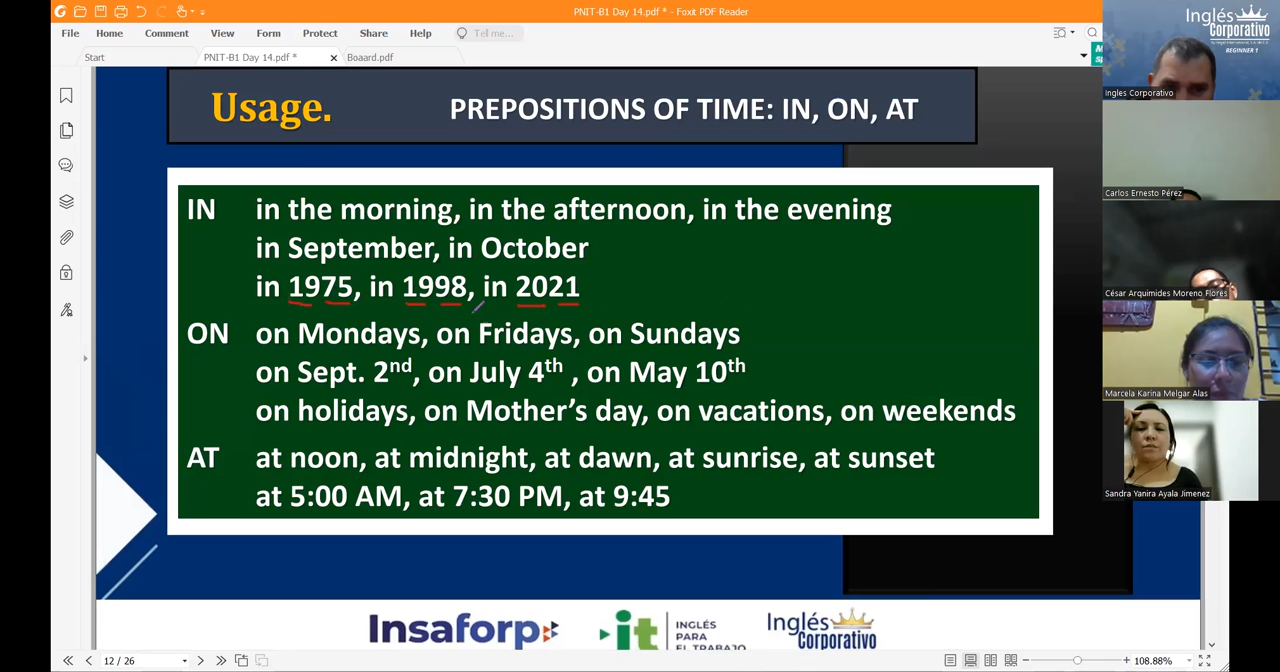 PNIT-B1 Day 14.pdf * - Foxit PDF Reader
File Home Comment View Form Protect Share Help Tell me...
Start PNIT-B1 Day 14.pdf * Boaard.pdf
Usage. PREPOSITIONS OF TIME: IN, ON, AT
IN in the morning, in the afternoon, in the evening
in September, in October
in 1975, in 1998, in 2021
ON on Mondays, on Fridays, on Sundays
on Sept. 2nd, on July 4th , on May 10th
on holidays, on Mother's day, on vacations, on weekends
AT at noon, at midnight, at dawn, at sunrise, at sunset
at 5:00 AM, at 7:30 PM, at 9:45
Insaforp
it
INGLÉS
PARA
EL TRABAJO
Inglés
Corporativo
12 / 26
108.88%
Inglés
Corporativo
BEGINNER 1
Ingles Corporativo
Carlos Ernesto Pérez
César Arquimides Moreno Flores
Marcela Karina Melgar Alas
Sandra Yanira Ayala Jimenez